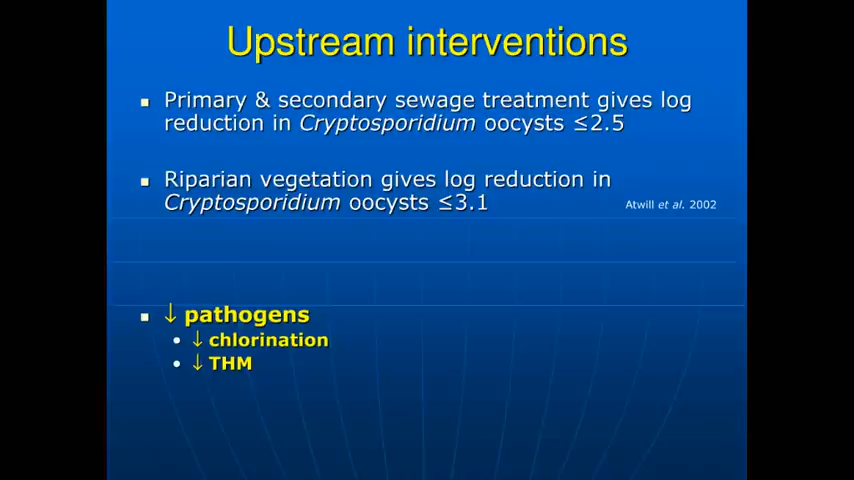 Upstream interventions
▪ Primary & secondary sewage treatment gives log
reduction in Cryptosporidium oocysts ≤2.5
▪ Riparian vegetation gives log reduction in
Cryptosporidium oocysts ≤3.1
Atwill et al. 2002
▪ ↓ pathogens
• ↓ chlorination
• ↓ THM